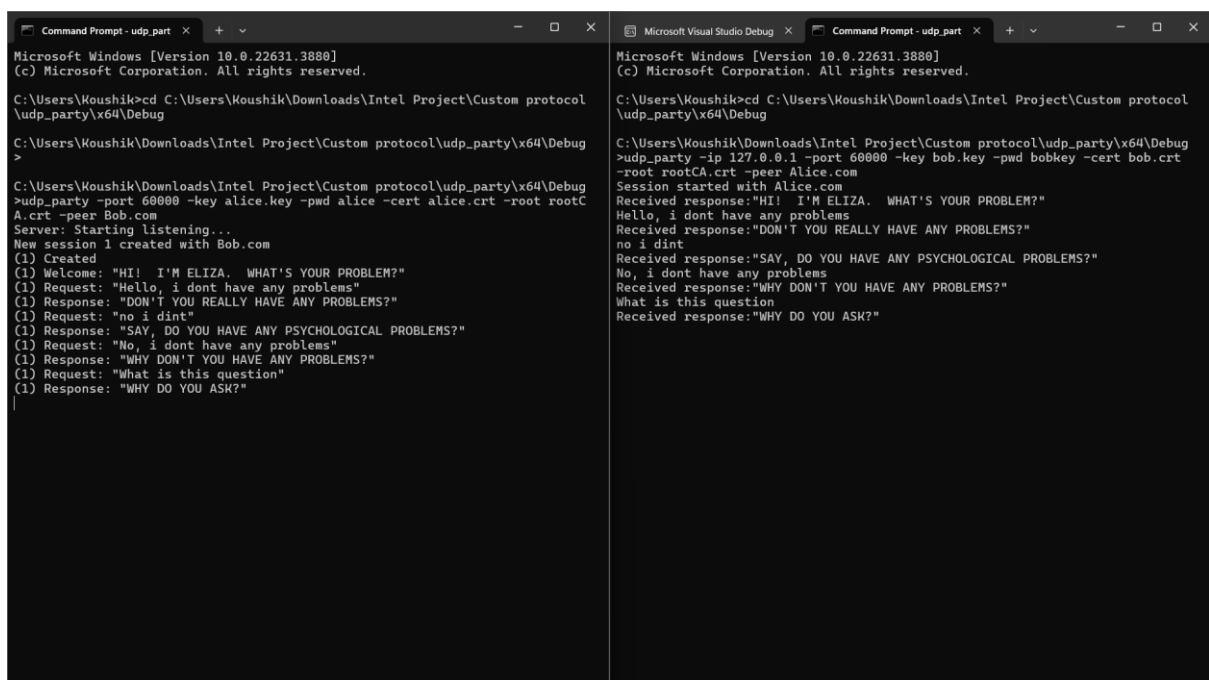 Command Prompt - udp_part
Microsoft Windows [Version 10.0.22631.3880]
(c) Microsoft Corporation. All rights reserved.
C:\Users\Koushik>cd C:\Users\Koushik\Downloads\Intel Project\Custom protocol
\udp_party\x64\Debug
C:\Users\Koushik\Downloads\Intel Project\Custom protocol\udp_party\x64\Debug
>
C:\Users\Koushik\Downloads\Intel Project\Custom protocol\udp_party\x64\Debug
>udp_party -port 60000 -key alice.key -pwd alice -cert alice.crt -root rootC
A.crt -peer Bob.com
Server: Starting listening...
New session 1 created with Bob.com
(1) Created
(1) Welcome: "HI!  I'M ELIZA.  WHAT'S YOUR PROBLEM?"
(1) Request: "Hello, i dont have any problems"
(1) Response: "DON'T YOU REALLY HAVE ANY PROBLEMS?"
(1) Request: "no i dint"
(1) Response: "SAY, DO YOU HAVE ANY PSYCHOLOGICAL PROBLEMS?"
(1) Request: "No, i dont have any problems"
(1) Response: "WHY DON'T YOU HAVE ANY PROBLEMS?"
(1) Request: "What is this question"
(1) Response: "WHY DO YOU ASK?"
Microsoft Visual Studio Debug
Command Prompt - udp_part
Microsoft Windows [Version 10.0.22631.3880]
(c) Microsoft Corporation. All rights reserved.
C:\Users\Koushik>cd C:\Users\Koushik\Downloads\Intel Project\Custom protocol
\udp_party\x64\Debug
C:\Users\Koushik\Downloads\Intel Project\Custom protocol\udp_party\x64\Debug
>udp_party -ip 127.0.0.1 -port 60000 -key bob.key -pwd bobkey -cert bob.crt
-root rootCA.crt -peer Alice.com
Session started with Alice.com
Received response:"HI!  I'M ELIZA.  WHAT'S YOUR PROBLEM?"
Hello, i dont have any problems
Received response:"DON'T YOU REALLY HAVE ANY PROBLEMS?"
no i dint
Received response:"SAY, DO YOU HAVE ANY PSYCHOLOGICAL PROBLEMS?"
No, i dont have any problems
Received response:"WHY DON'T YOU HAVE ANY PROBLEMS?"
What is this question
Received response:"WHY DO YOU ASK?"